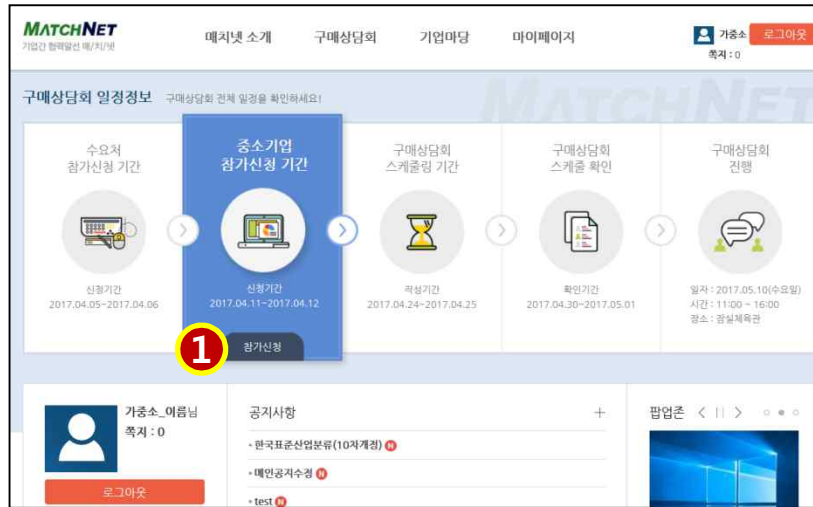 MATCHNET
기업간 협력알선 매/치/넷
매치넷 소개 구매상담회 기업마당 마이페이지
가중소 로그아웃
쪽지 : 0
구매상담회 일정정보 구매상담회 전체 일정을 확인하세요!
MATCHNET
수요처
참가신청 기간
신청기간
2017.04.05~2017.04.06
중소기업
참가신청 기간
신청기간
2017.04.11~2017.04.12
1
참가신청
구매상담회
스케줄링 기간
작성기간
2017.04.24~2017.04.25
구매상담회
스케줄 확인
확인기간
2017.04.30~2017.05.01
구매상담회
진행
일자 : 2017.05.10(수요일)
시간 : 11:00 ~ 16:00
장소 : 잠실체육관
가중소_이름님
쪽지 : 0
로그아웃
공지사항
한국표준산업분류(10차개정) N
메인공지수정 N
test N
팝업존